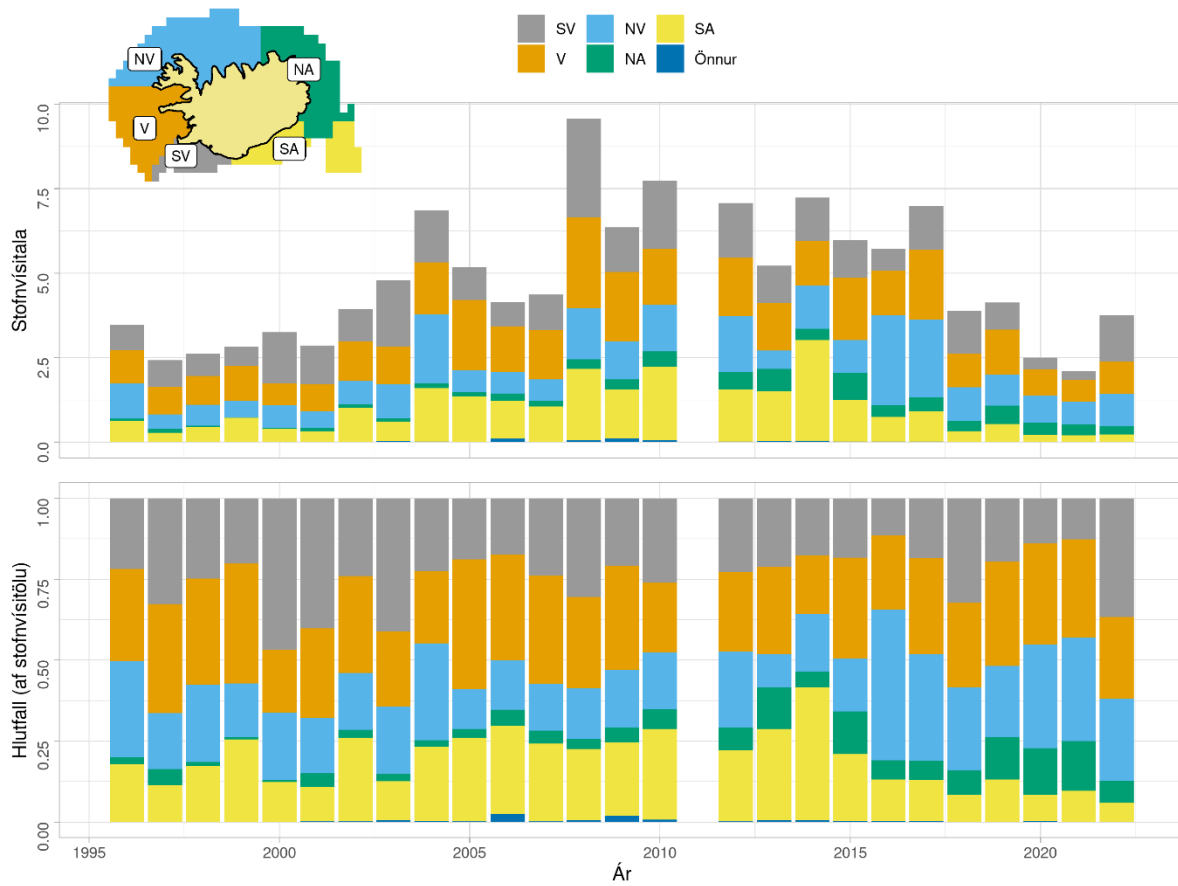 SV NV SA
V NA Önnur
NV
NA
V
SV
SA
Stofnvísitala
10.0
7.5
5.0
2.5
0.0
Hlutfall (af stofnvísitölu)
1.00
0.75
0.50
0.25
0.00
1995 2000 2005 2010 2015 2020
Ár